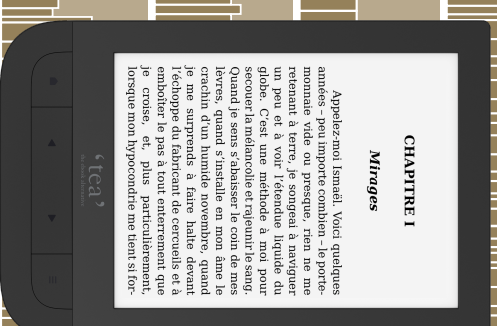 CHAPITRE I
Mirages
Appelez-moi Ismaël. Voici quelques
années – peu importe combien – le porte-
monnaie vide ou presque, rien ne me
retenant à terre, je songeai à naviguer
un peu et à voir l'étendue liquide du
globe. C'est une méthode à moi pour
secouer la mélancolie et rajeunir le sang.
Quand je sens s'abaisser le coin de mes
lèvres, quand s'installe en mon âme le
crachin d'un humide novembre, quand
je me surprends à faire halte devant
l'échoppe du fabricant de cercueils et à
emboîter le pas à tout enterrement que
je croise, et, plus particulièrement,
lorsque mon hypocondrie me tient si for-
'tea'